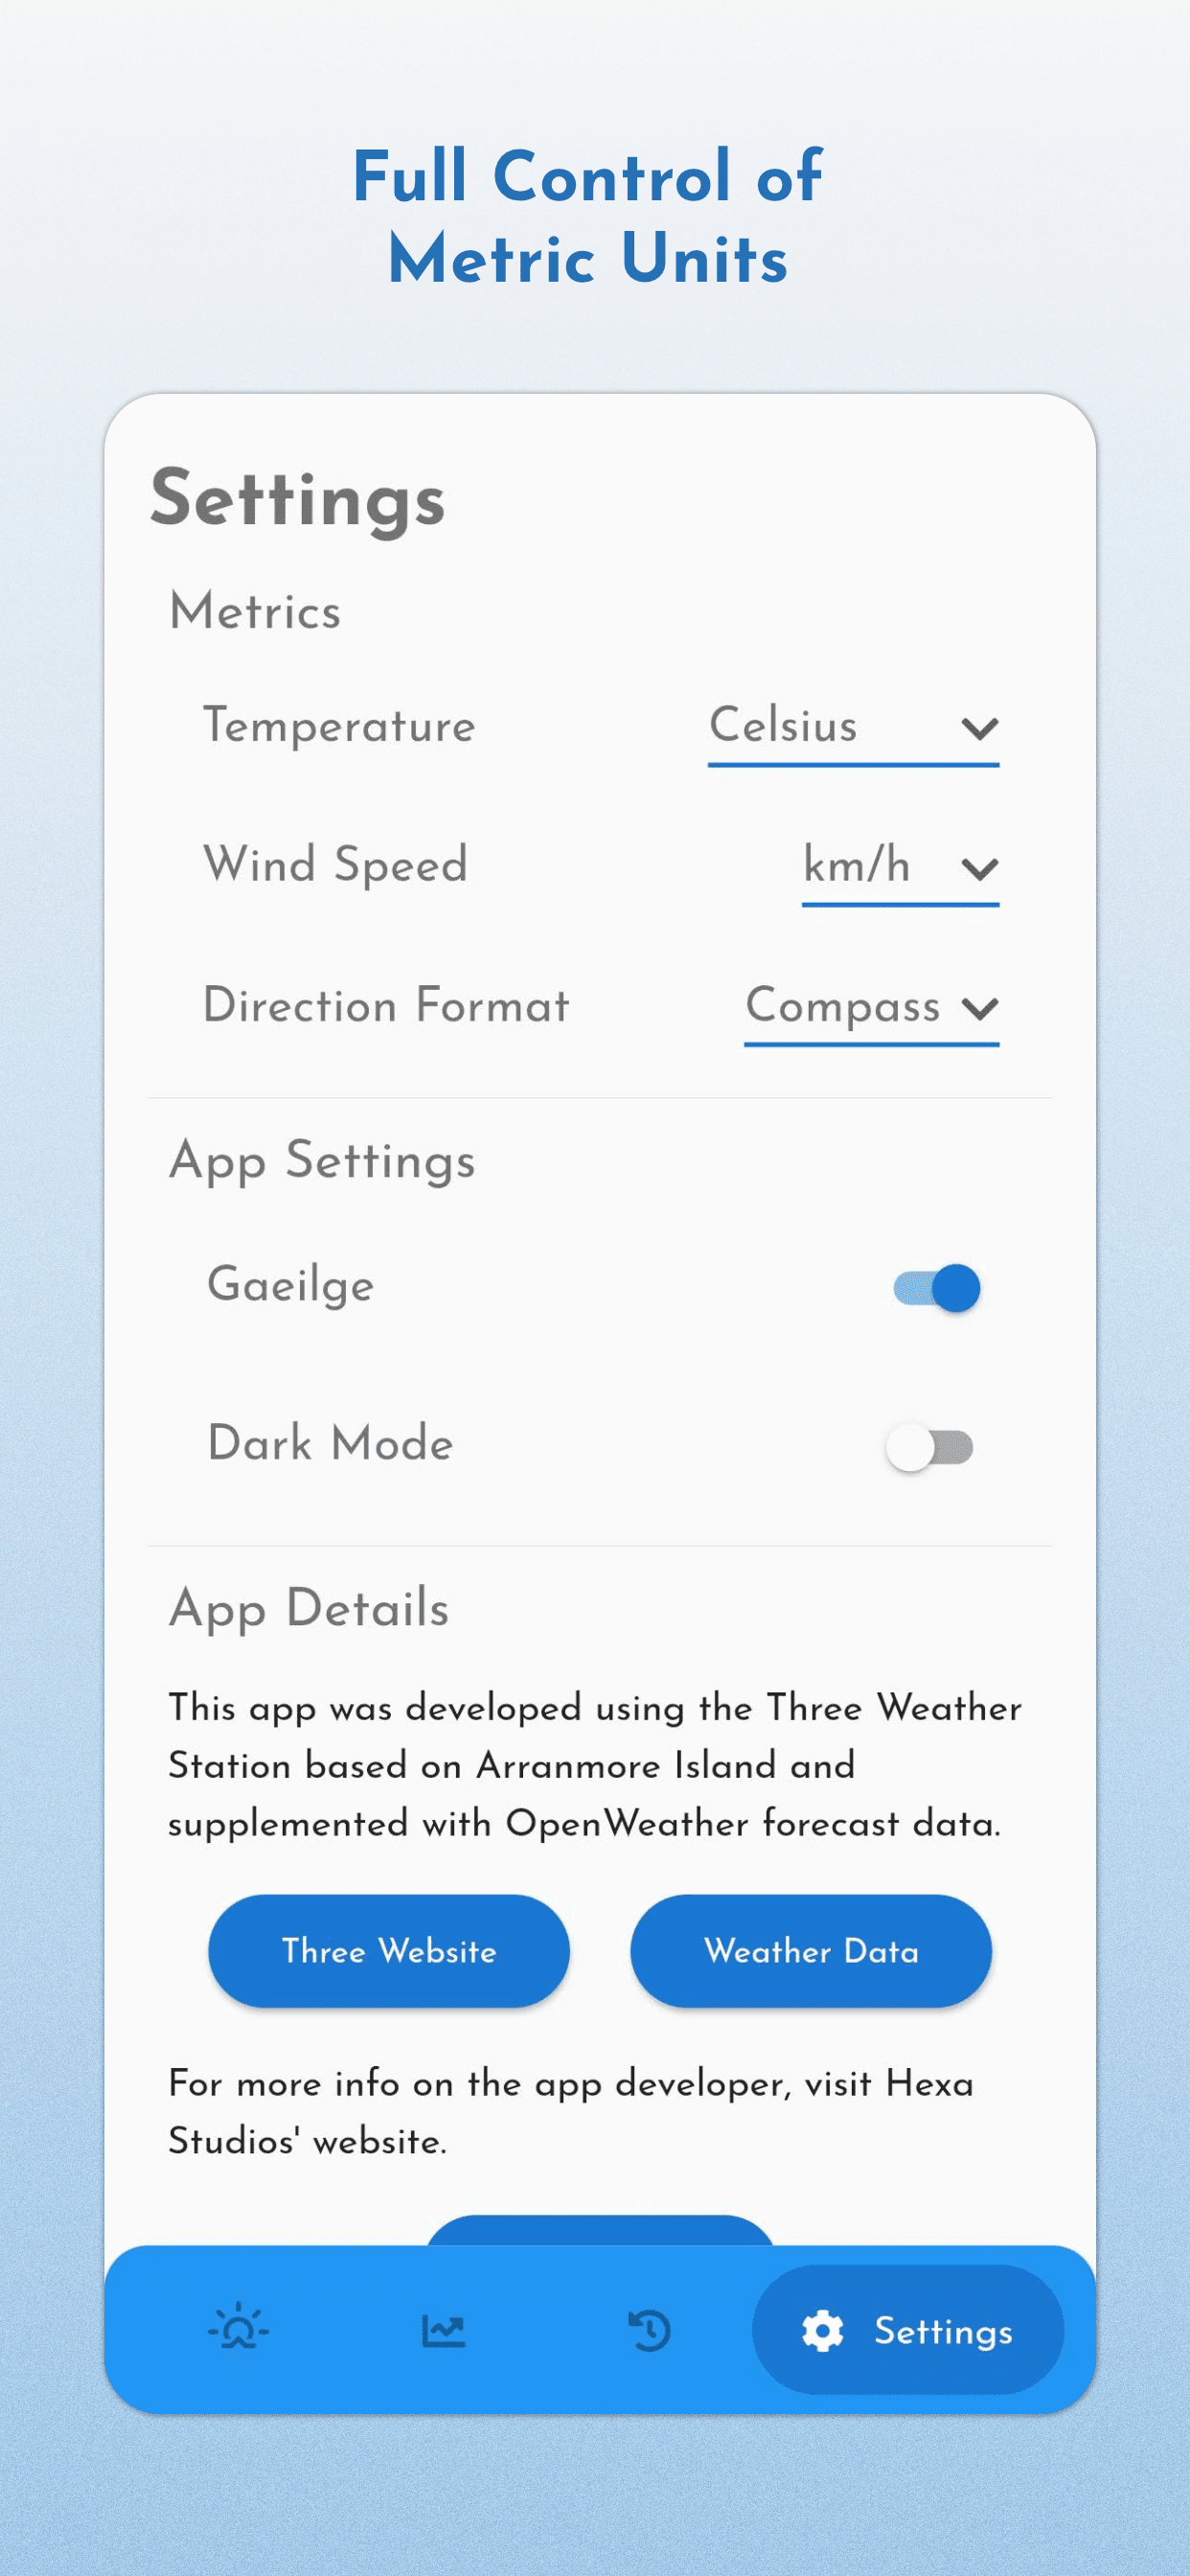 Full Control of
Metric Units
Settings
Metrics
Temperature Celsius
Wind Speed km/h
Direction Format Compass
App Settings
Gaeilge
Dark Mode
App Details
This app was developed using the Three Weather
Station based on Arranmore Island and
supplemented with OpenWeather forecast data.
Three Website Weather Data
For more info on the app developer, visit Hexa
Studios' website.
Settings